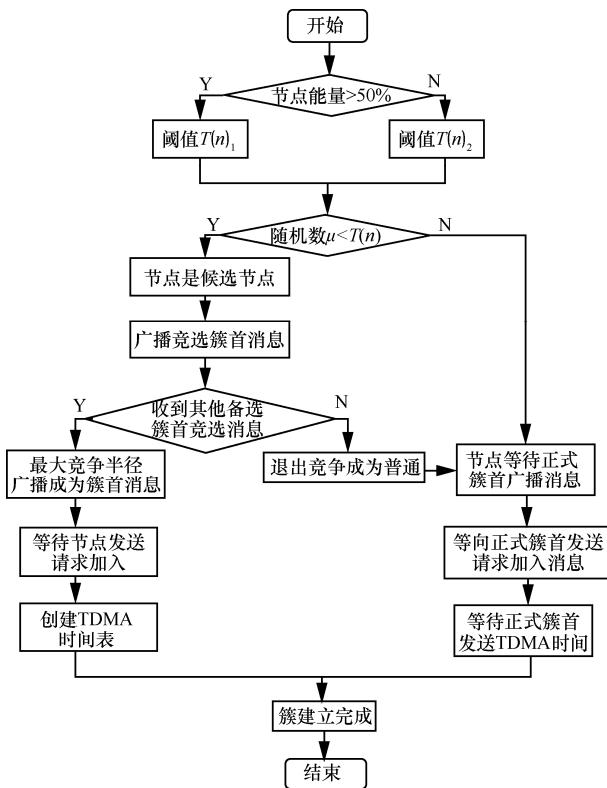 开始
Y
N
节点能量>50%
阈值T(n)₁
阈值T(n)₂
Y
N
随机数μ<T(n)
节点是候选节点
广播竞选簇首消息
Y
N
收到其他备选
簇首竞选消息
最大竞争半径
广播成为簇首消息
退出竞争成为普通
节点等待正式
簇首广播消息
等待节点发送
请求加入
等向正式簇首发送
请求加入消息
创建TDMA
时间表
等待正式簇首
发送TDMA时间
簇建立完成
结束